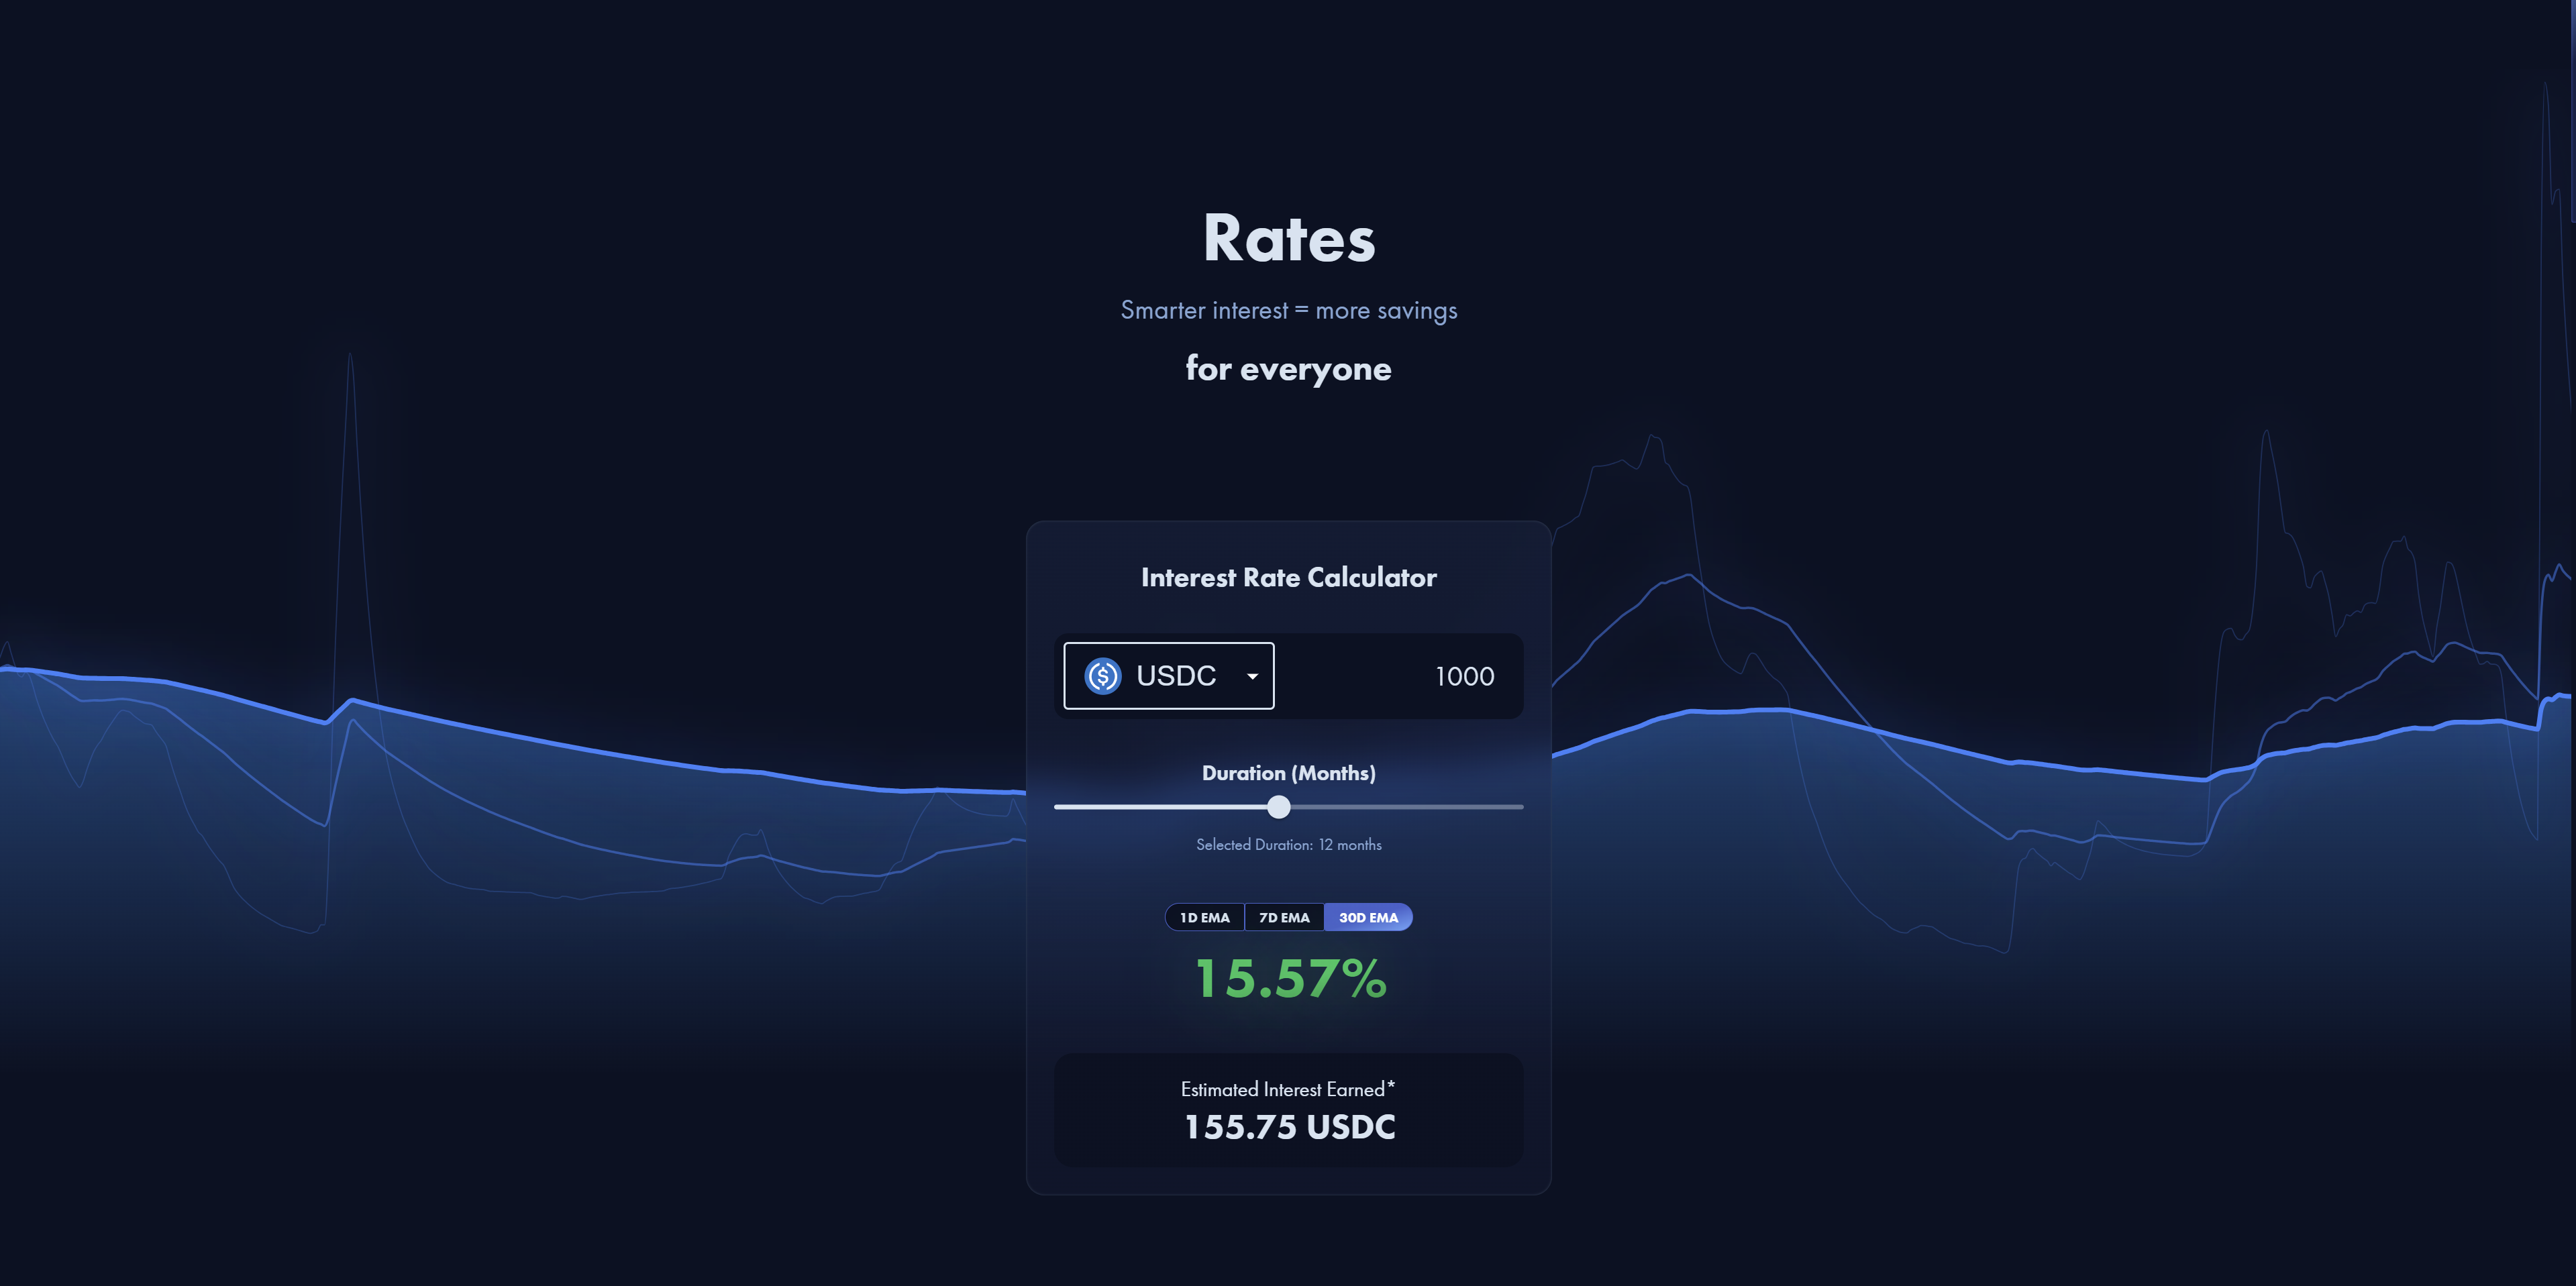 Rates
Smarter interest = more savings
for everyone
Interest Rate Calculator
USDC 1000
Duration (Months)
Selected Duration: 12 months
1D EMA 7D EMA 30D EMA
15.57%
Estimated Interest Earned*
155.75 USDC